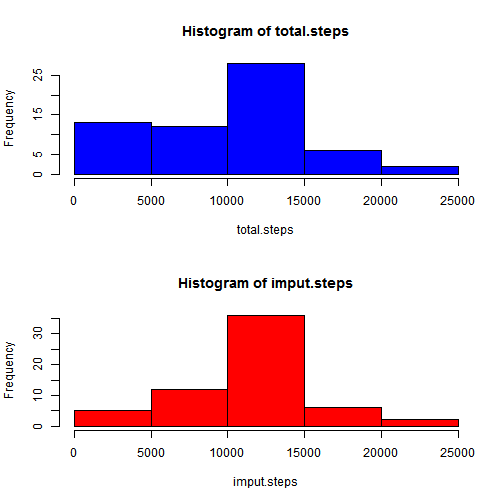 Histogram of total.steps
Frequency
25
15
5
0
0 5000 10000 15000 20000 25000
total.steps
Histogram of imput.steps
Frequency
30
20
10
0
0 5000 10000 15000 20000 25000
imput.steps